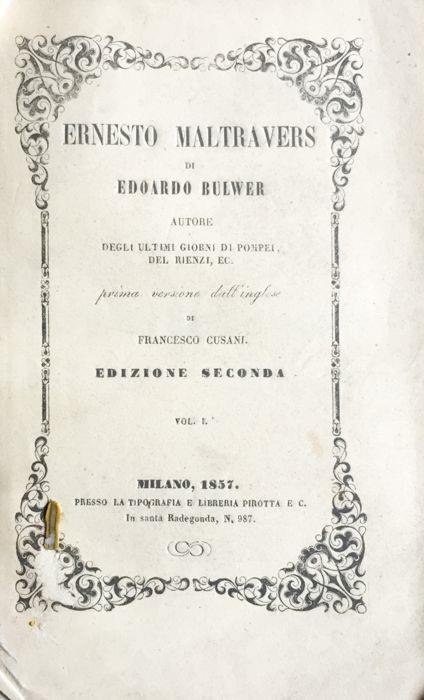 ERNESTO MALTRAVERS
DI
EDOARDO BULWER
AUTORE
DEGLI ULTIMI GIORNI DI POMPEI,
DEL RIENZI, EC.
prima versione dall'inglese
DI
FRANCESCO CUSANI.
EDIZIONE SECONDA
VOL. I.
MILANO, 1857.
PRESSO LA TIPOGRAFIA E LIBRERIA PIROTTA E C.
In santa Radegonda, N. 987.